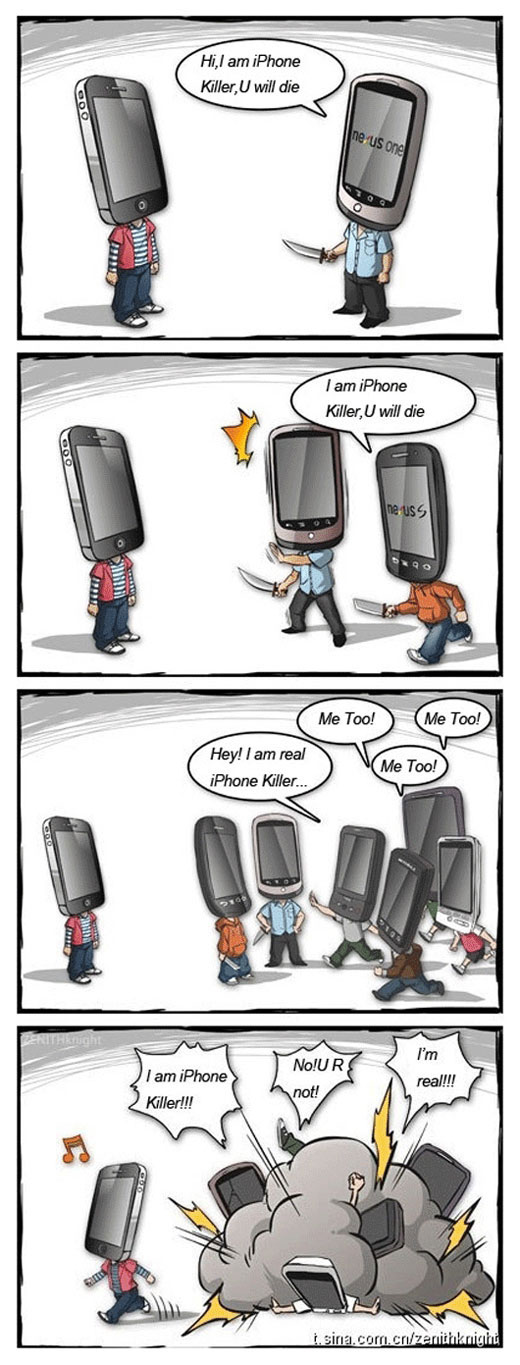 Hi,I am iPhone
Killer,U will die
nexus one
I am iPhone
Killer,U will die
nexus S
Me Too!
Me Too!
Hey! I am real
iPhone Killer...
Me Too!
ZENITHknight
I am iPhone
Killer!!!
No!U R
not!
I'm
real!!!
t.sina.com.cn/zenithknight